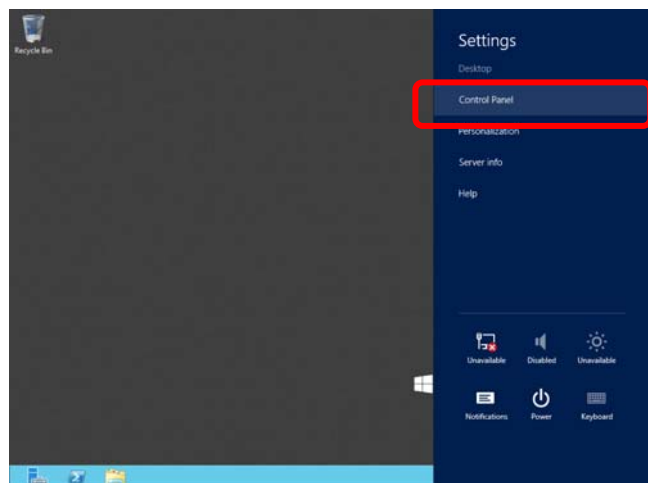 Recycle Bin
Settings
Desktop
Control Panel
Personalization
Server info
Help
Unavailable
Disabled
Unavailable
Notifications
Power
Keyboard